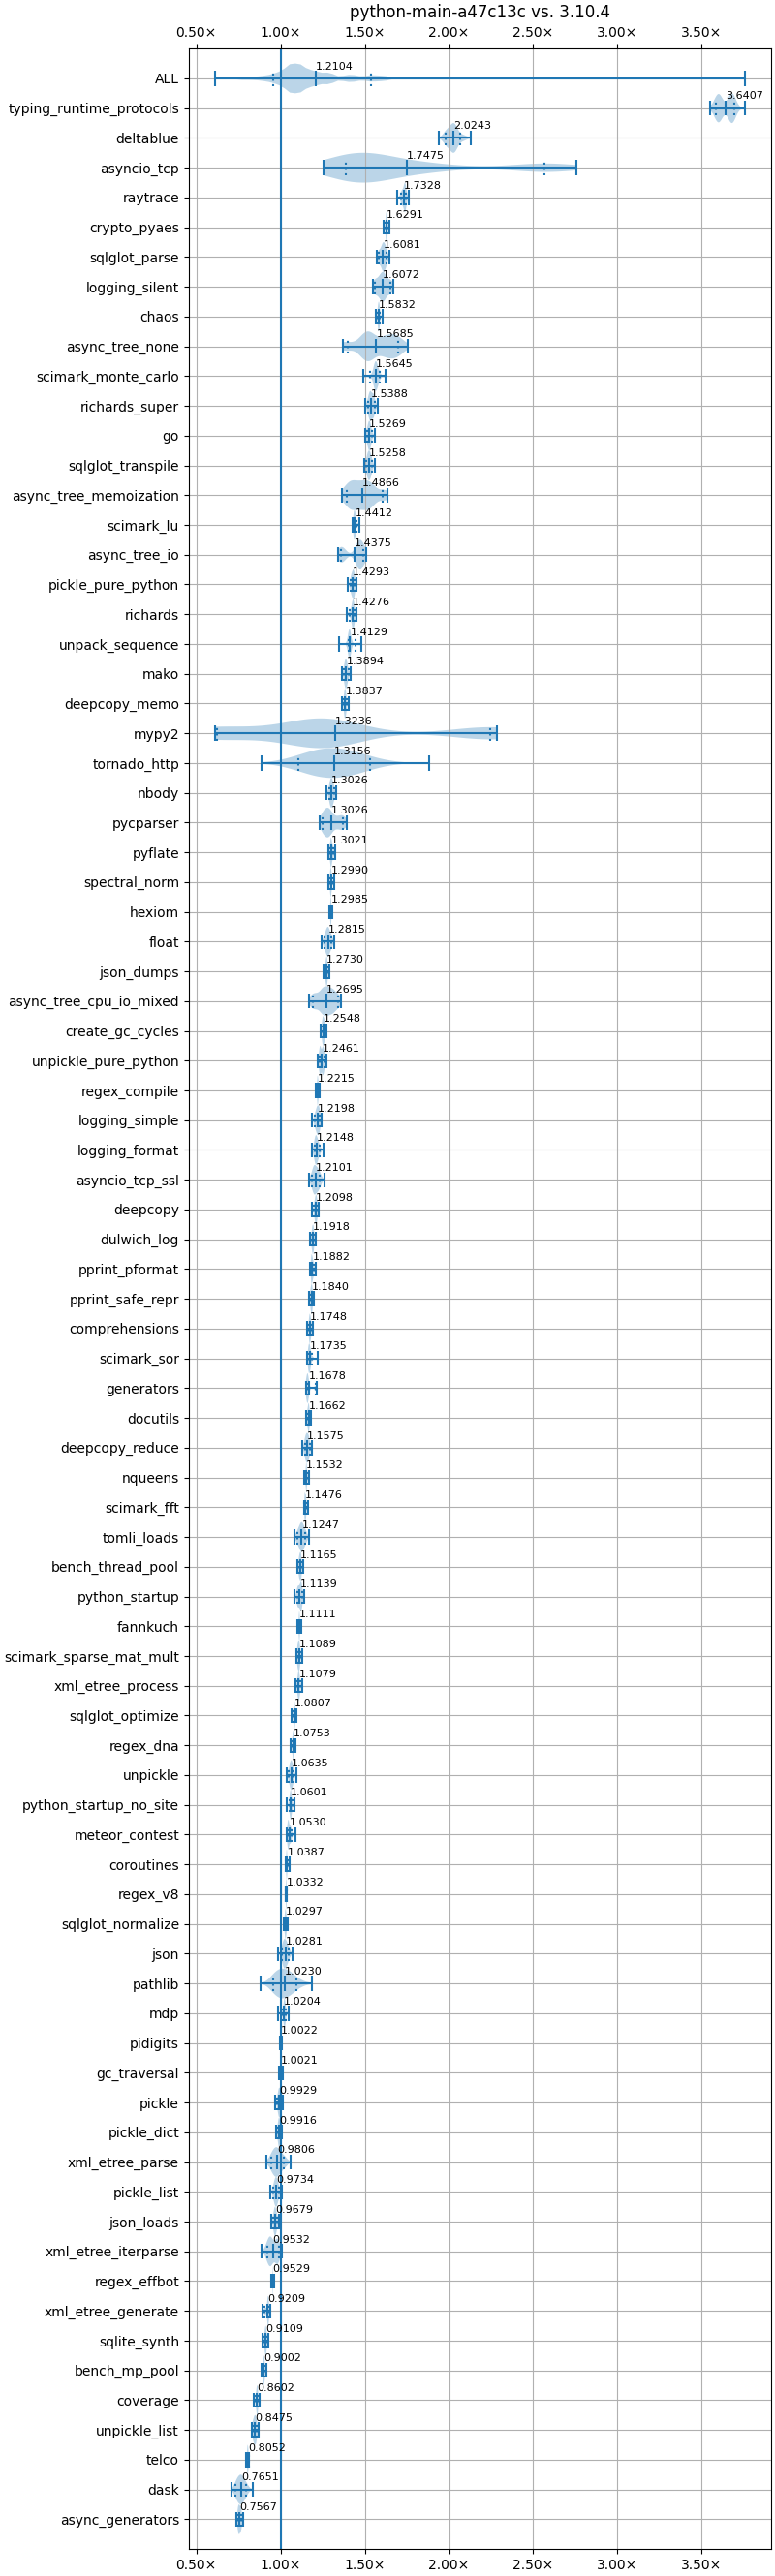 python-main-a47c13c vs. 3.10.4
0.50× 1.00× 1.50× 2.00× 2.50× 3.00× 3.50×
ALL 1.2104
typing_runtime_protocols 3.6407
deltablue 2.0243
asyncio_tcp 1.7475
raytrace 1.7328
crypto_pyaes 1.6291
sqlglot_parse 1.6081
logging_silent 1.6072
chaos 1.5832
async_tree_none 1.5685
scimark_monte_carlo 1.5645
richards_super 1.5388
go 1.5269
sqlglot_transpile 1.5258
async_tree_memoization 1.4866
scimark_lu 1.4412
async_tree_io 1.4375
pickle_pure_python 1.4293
richards 1.4276
unpack_sequence 1.4129
mako 1.3894
deepcopy_memo 1.3837
mypy2 1.3236
tornado_http 1.3156
nbody 1.3026
pycparser 1.3026
pyflate 1.3021
spectral_norm 1.2990
hexiom 1.2985
float 1.2815
json_dumps 1.2730
async_tree_cpu_io_mixed 1.2695
create_gc_cycles 1.2548
unpickle_pure_python 1.2461
regex_compile 1.2215
logging_simple 1.2198
logging_format 1.2148
asyncio_tcp_ssl 1.2101
deepcopy 1.2098
dulwich_log 1.1918
pprint_pformat 1.1882
pprint_safe_repr 1.1840
comprehensions 1.1748
scimark_sor 1.1735
generators 1.1678
docutils 1.1662
deepcopy_reduce 1.1575
nqueens 1.1532
scimark_fft 1.1476
tomli_loads 1.1247
bench_thread_pool 1.1165
python_startup 1.1139
fannkuch 1.1111
scimark_sparse_mat_mult 1.1089
xml_etree_process 1.1079
sqlglot_optimize 1.0807
regex_dna 1.0753
unpickle 1.0635
python_startup_no_site 1.0601
meteor_contest 1.0530
coroutines 1.0387
regex_v8 1.0332
sqlglot_normalize 1.0297
json 1.0281
pathlib 1.0230
mdp 1.0204
pidigits 1.0022
gc_traversal 1.0021
pickle 0.9929
pickle_dict 0.9916
xml_etree_parse 0.9806
pickle_list 0.9734
json_loads 0.9679
xml_etree_iterparse 0.9532
regex_effbot 0.9529
xml_etree_generate 0.9209
sqlite_synth 0.9109
bench_mp_pool 0.9002
coverage 0.8602
unpickle_list 0.8475
telco 0.8052
dask 0.7651
async_generators 0.7567
0.50× 1.00× 1.50× 2.00× 2.50× 3.00× 3.50×